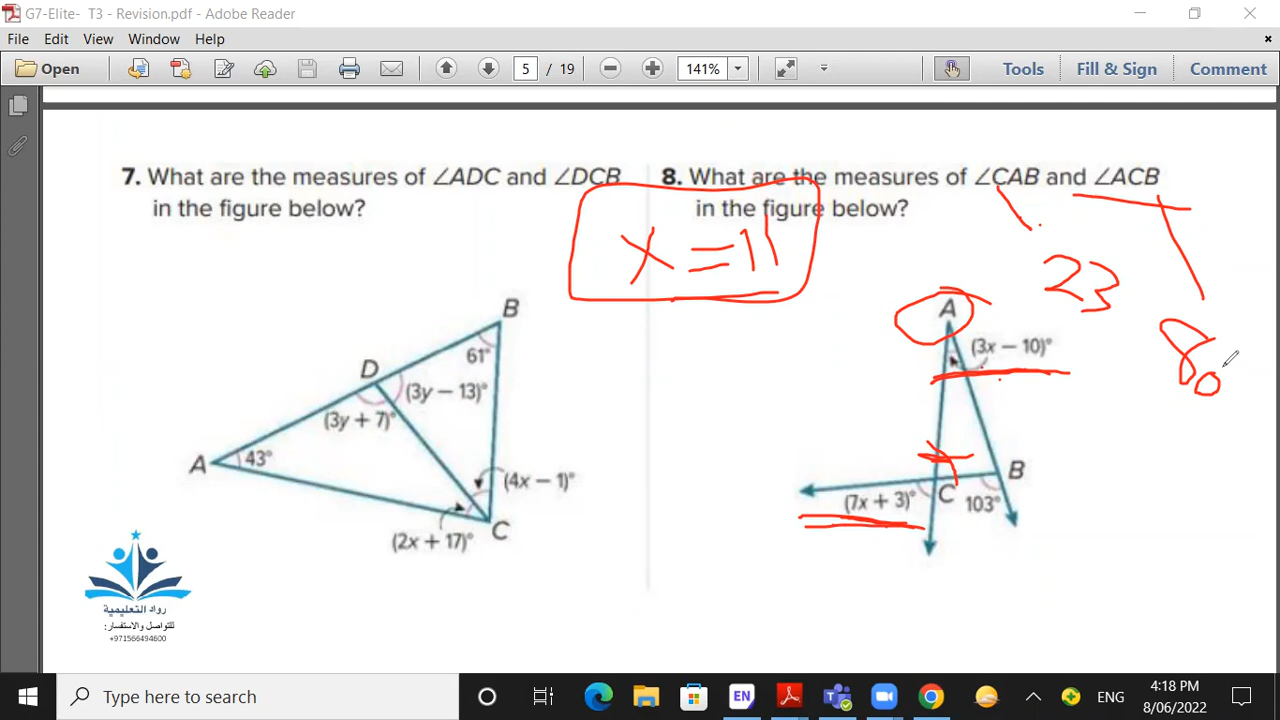 G7-Elite- T3 - Revision.pdf - Adobe Reader
File Edit View Window Help
Open 5 / 19 141% Tools Fill & Sign Comment
7. What are the measures of ∠ADC and ∠DCB
in the figure below?
8. What are the measures of ∠CAB and ∠ACB
in the figure below?
x = 11
23
80
B
61°
D
(3y – 13)°
(3y + 7)°
A
43°
(4x – 1)°
(2x + 17)°
C
A
(3x – 10)°
B
(7x + 3)°
C
103°
رواد التعليمية
للتواصل والاستفسار:
+971566494600
Type here to search
EN
ENG
4:18 PM
8/06/2022